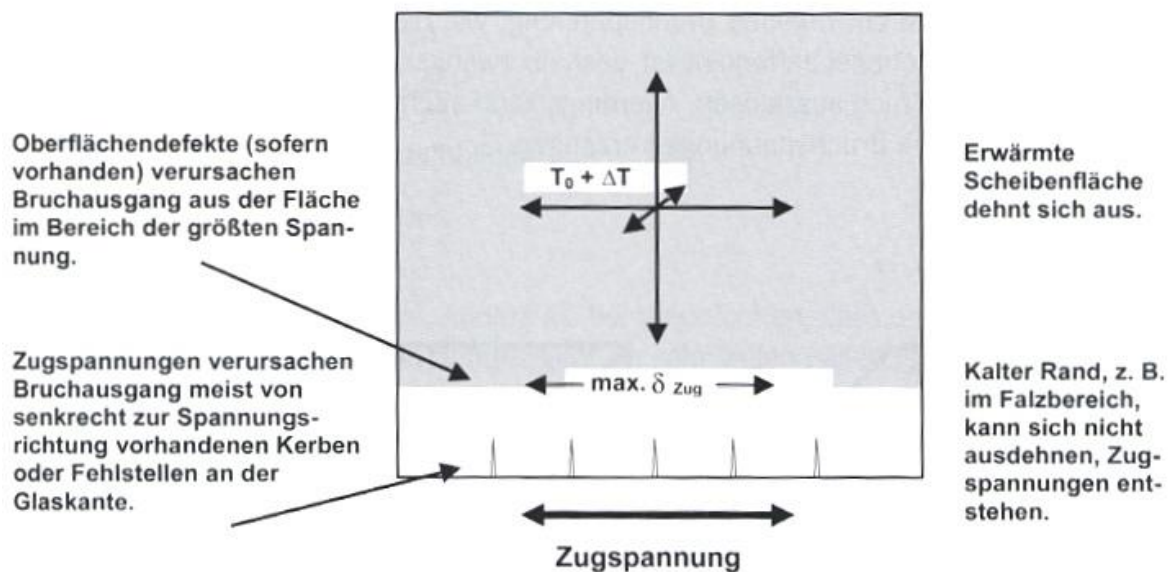 Oberflächendefekte (sofern
vorhanden) verursachen
Bruchausgang aus der Fläche
im Bereich der größten Span-
nung.
Zugspannungen verursachen
Bruchausgang meist von
senkrecht zur Spannungs-
richtung vorhandenen Kerben
oder Fehlstellen an der
Glaskante.
T₀ + ΔT
max. δ Zug
Zugspannung
Erwärmte
Scheibenfläche
dehnt sich aus.
Kalter Rand, z. B.
im Falzbereich,
kann sich nicht
ausdehnen, Zug-
spannungen ent-
stehen.